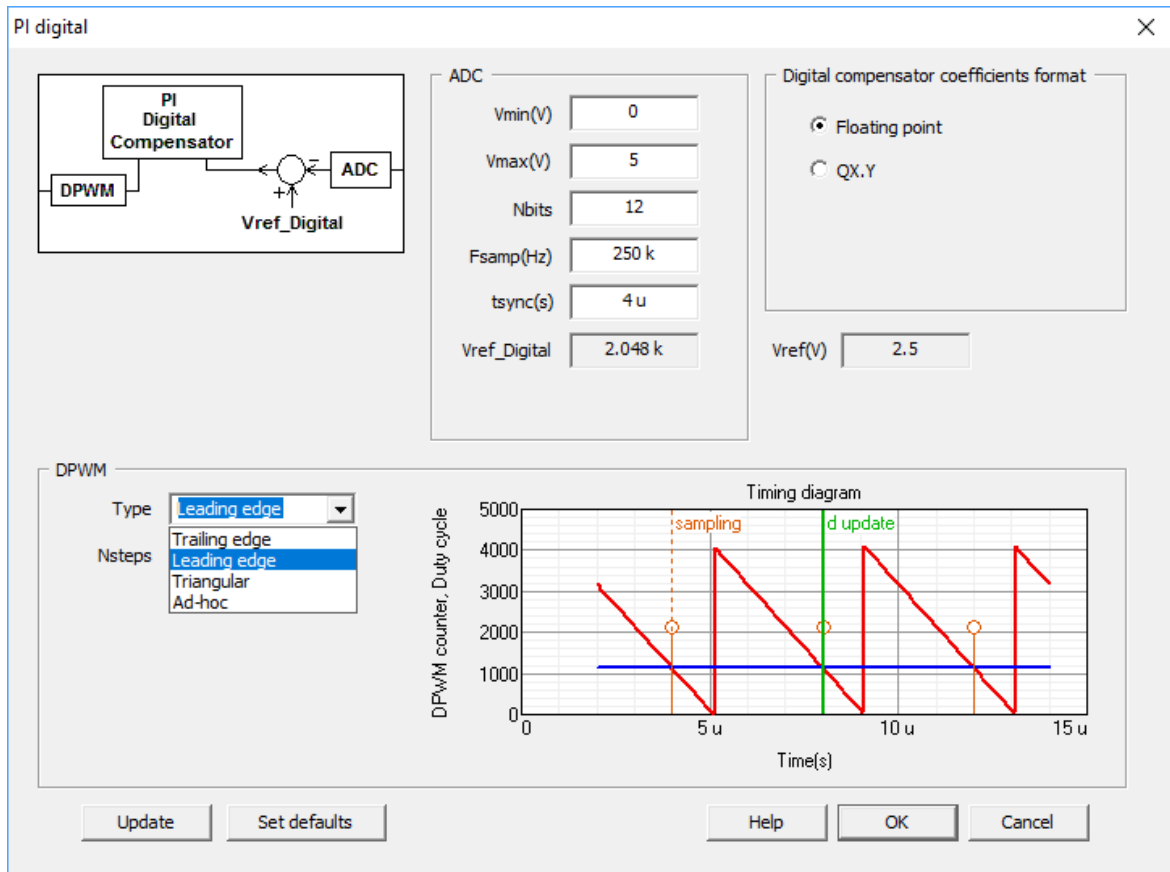 PI digital
PI
Digital
Compensator
DPWM
ADC
+
-
Vref_Digital
ADC
Vmin(V) 0
Vmax(V) 5
Nbits 12
Fsamp(Hz) 250 k
tsync(s) 4 u
Vref_Digital 2.048 k
Digital compensator coefficients format
Floating point
QX.Y
Vref(V) 2.5
DPWM
Type Leading edge
Nsteps
Trailing edge
Leading edge
Triangular
Ad-hoc
Timing diagram
DPWM counter, Duty cycle
5000
4000
3000
2000
1000
0
sampling
d update
0 5 u 10 u 15 u
Time(s)
Update
Set defaults
Help
OK
Cancel